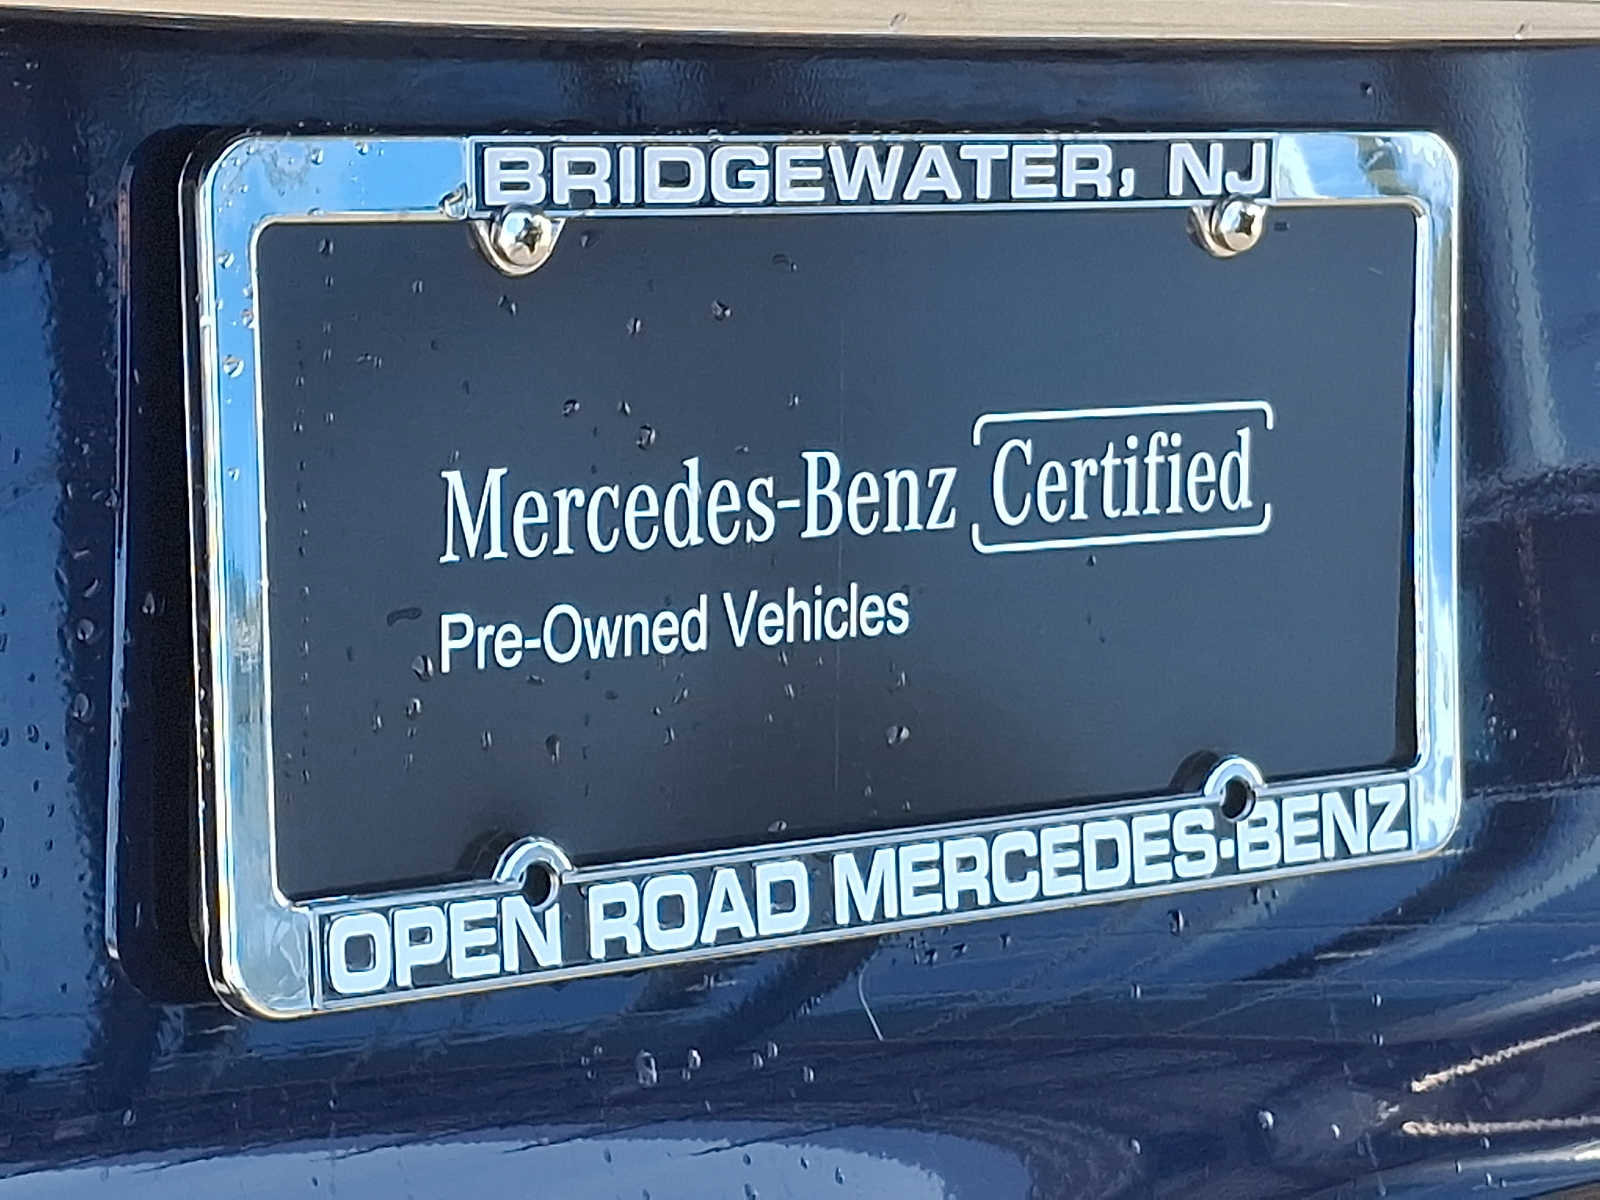 BRIDGEWATER, NJ
Mercedes-Benz Certified
Pre-Owned Vehicles
OPEN ROAD MERCEDES-BENZ